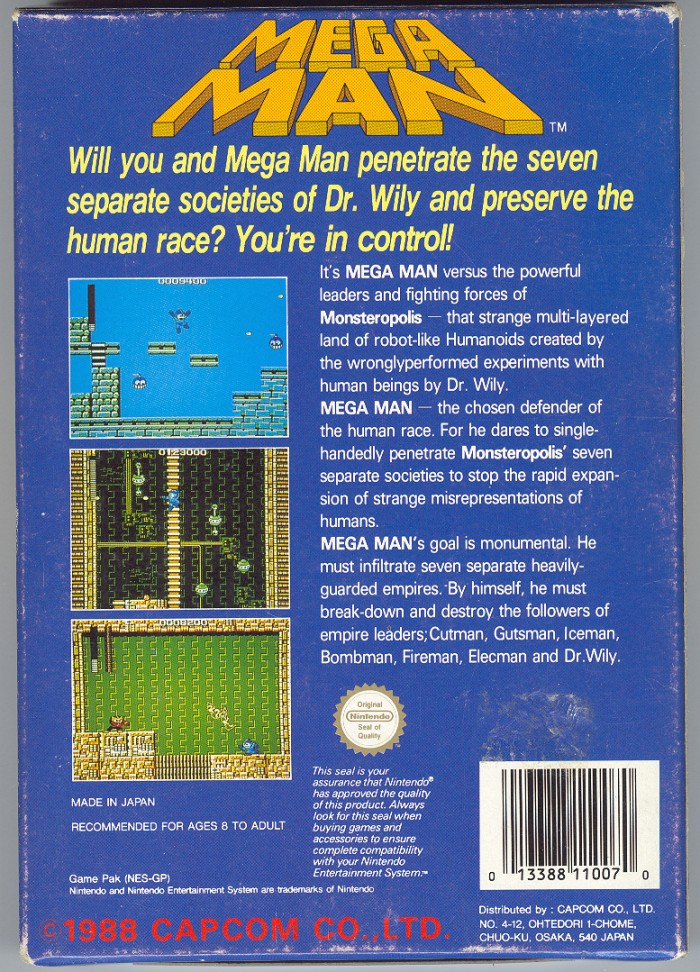 MEGA
MAN TM
Will you and Mega Man penetrate the seven
separate societies of Dr. Wily and preserve the
human race? You're in control!
0009400
It's MEGA MAN versus the powerful
leaders and fighting forces of
Monsteropolis — that strange multi-layered
land of robot-like Humanoids created by
the wronglyperformed experiments with
human beings by Dr. Wily.
MEGA MAN — the chosen defender of
the human race. For he dares to single-
handedly penetrate Monsteropolis' seven
separate societies to stop the rapid expan-
sion of strange misrepresentations of
humans.
MEGA MAN's goal is monumental. He
must infiltrate seven separate heavily-
guarded empires. By himself, he must
break-down and destroy the followers of
empire leaders; Cutman, Gutsman, Iceman,
Bombman, Fireman, Elecman and Dr.Wily.
0123000
0006200
Original
Nintendo
Seal of
Quality
This seal is your
assurance that Nintendo®
has approved the quality
of this product. Always
look for this seal when
buying games and
accessories to ensure
complete compatibility
with your Nintendo
Entertainment System.™
MADE IN JAPAN
RECOMMENDED FOR AGES 8 TO ADULT
Game Pak (NES-GP)
Nintendo and Nintendo Entertainment System are trademarks of Nintendo
©1988 CAPCOM CO.,LTD.
0 13388 11007 0
Distributed by : CAPCOM CO., LTD.
NO. 4-12, OHTEDORI 1-CHOME,
CHUO-KU, OSAKA, 540 JAPAN